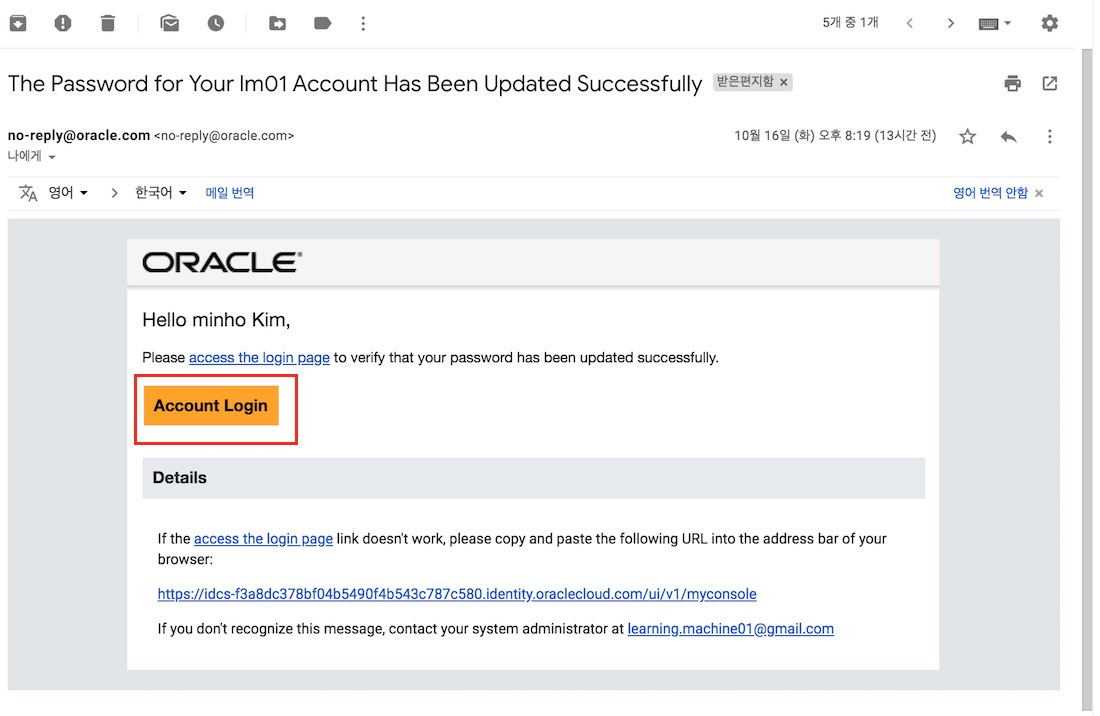 5개 중 1개
The Password for Your lm01 Account Has Been Updated Successfully 받은편지함 ×
no-reply@oracle.com <no-reply@oracle.com> 10월 16일 (화) 오후 8:19 (13시간 전)
나에게
영어 한국어 메일 번역 영어 번역 안함 ×
ORACLE®
Hello minho Kim,
Please access the login page to verify that your password has been updated successfully.
Account Login
Details
If the access the login page link doesn't work, please copy and paste the following URL into the address bar of your
browser:
https://idcs-f3a8dc378bf04b5490f4b543c787c580.identity.oraclecloud.com/ui/v1/myconsole
If you don't recognize this message, contact your system administrator at learning.machine01@gmail.com